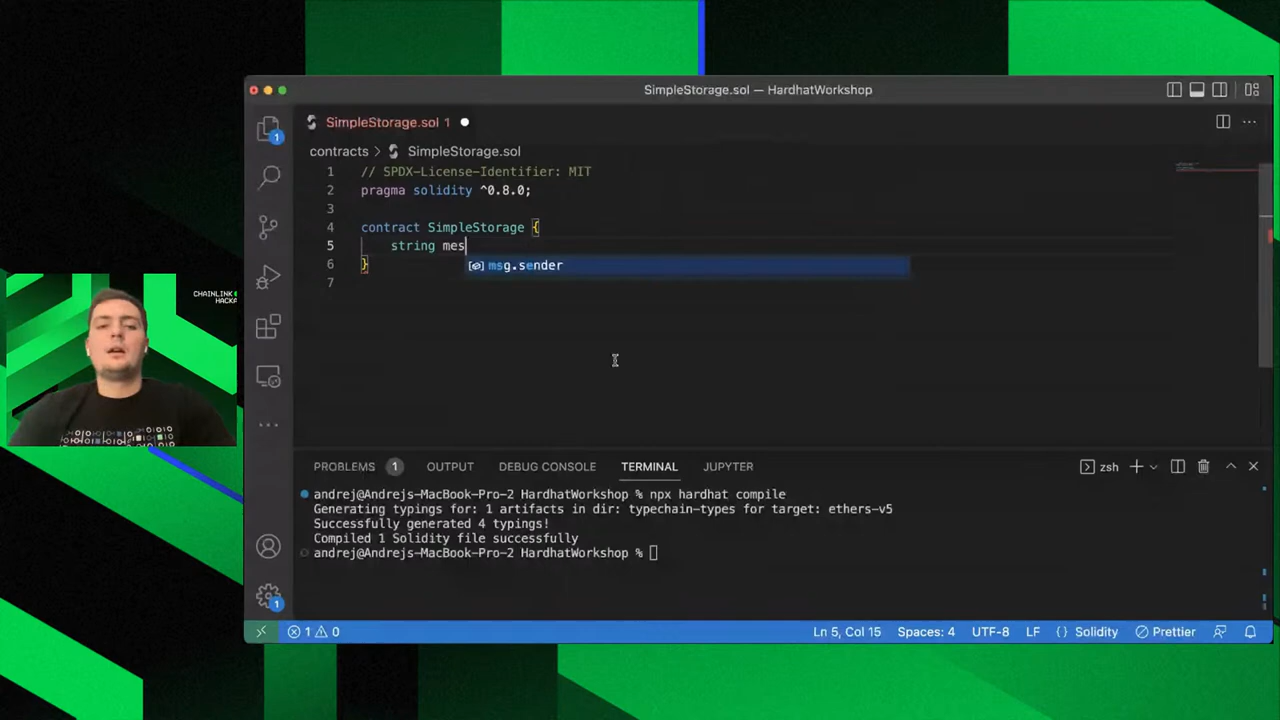 SimpleStorage.sol — HardhatWorkshop
SimpleStorage.sol 1
contracts > SimpleStorage.sol
1 // SPDX-License-Identifier: MIT
2 pragma solidity ^0.8.0;
3
4 contract SimpleStorage {
5 string mes
msg.sender
6 }
7
1
CHAINLINK
HACKA
PROBLEMS 1 OUTPUT DEBUG CONSOLE TERMINAL JUPYTER zsh
andrej@Andrejs-MacBook-Pro-2 HardhatWorkshop % npx hardhat compile
Generating typings for: 1 artifacts in dir: typechain-types for target: ethers-v5
Successfully generated 4 typings!
Compiled 1 Solidity file successfully
andrej@Andrejs-MacBook-Pro-2 HardhatWorkshop %
1
1 0 Ln 5, Col 15 Spaces: 4 UTF-8 LF {} Solidity Prettier